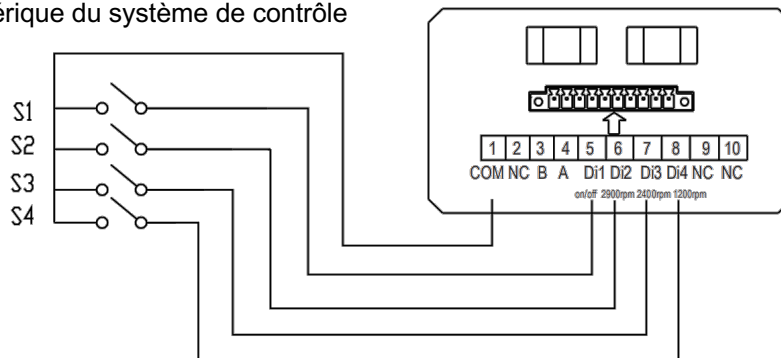 érique du système de contrôle
S1
S2
S3
S4
1 2 3 4 5 6 7 8 9 10
COM NC B A Di1 Di2 Di3 Di4 NC NC
on/off 2900rpm 2400rpm 1200rpm